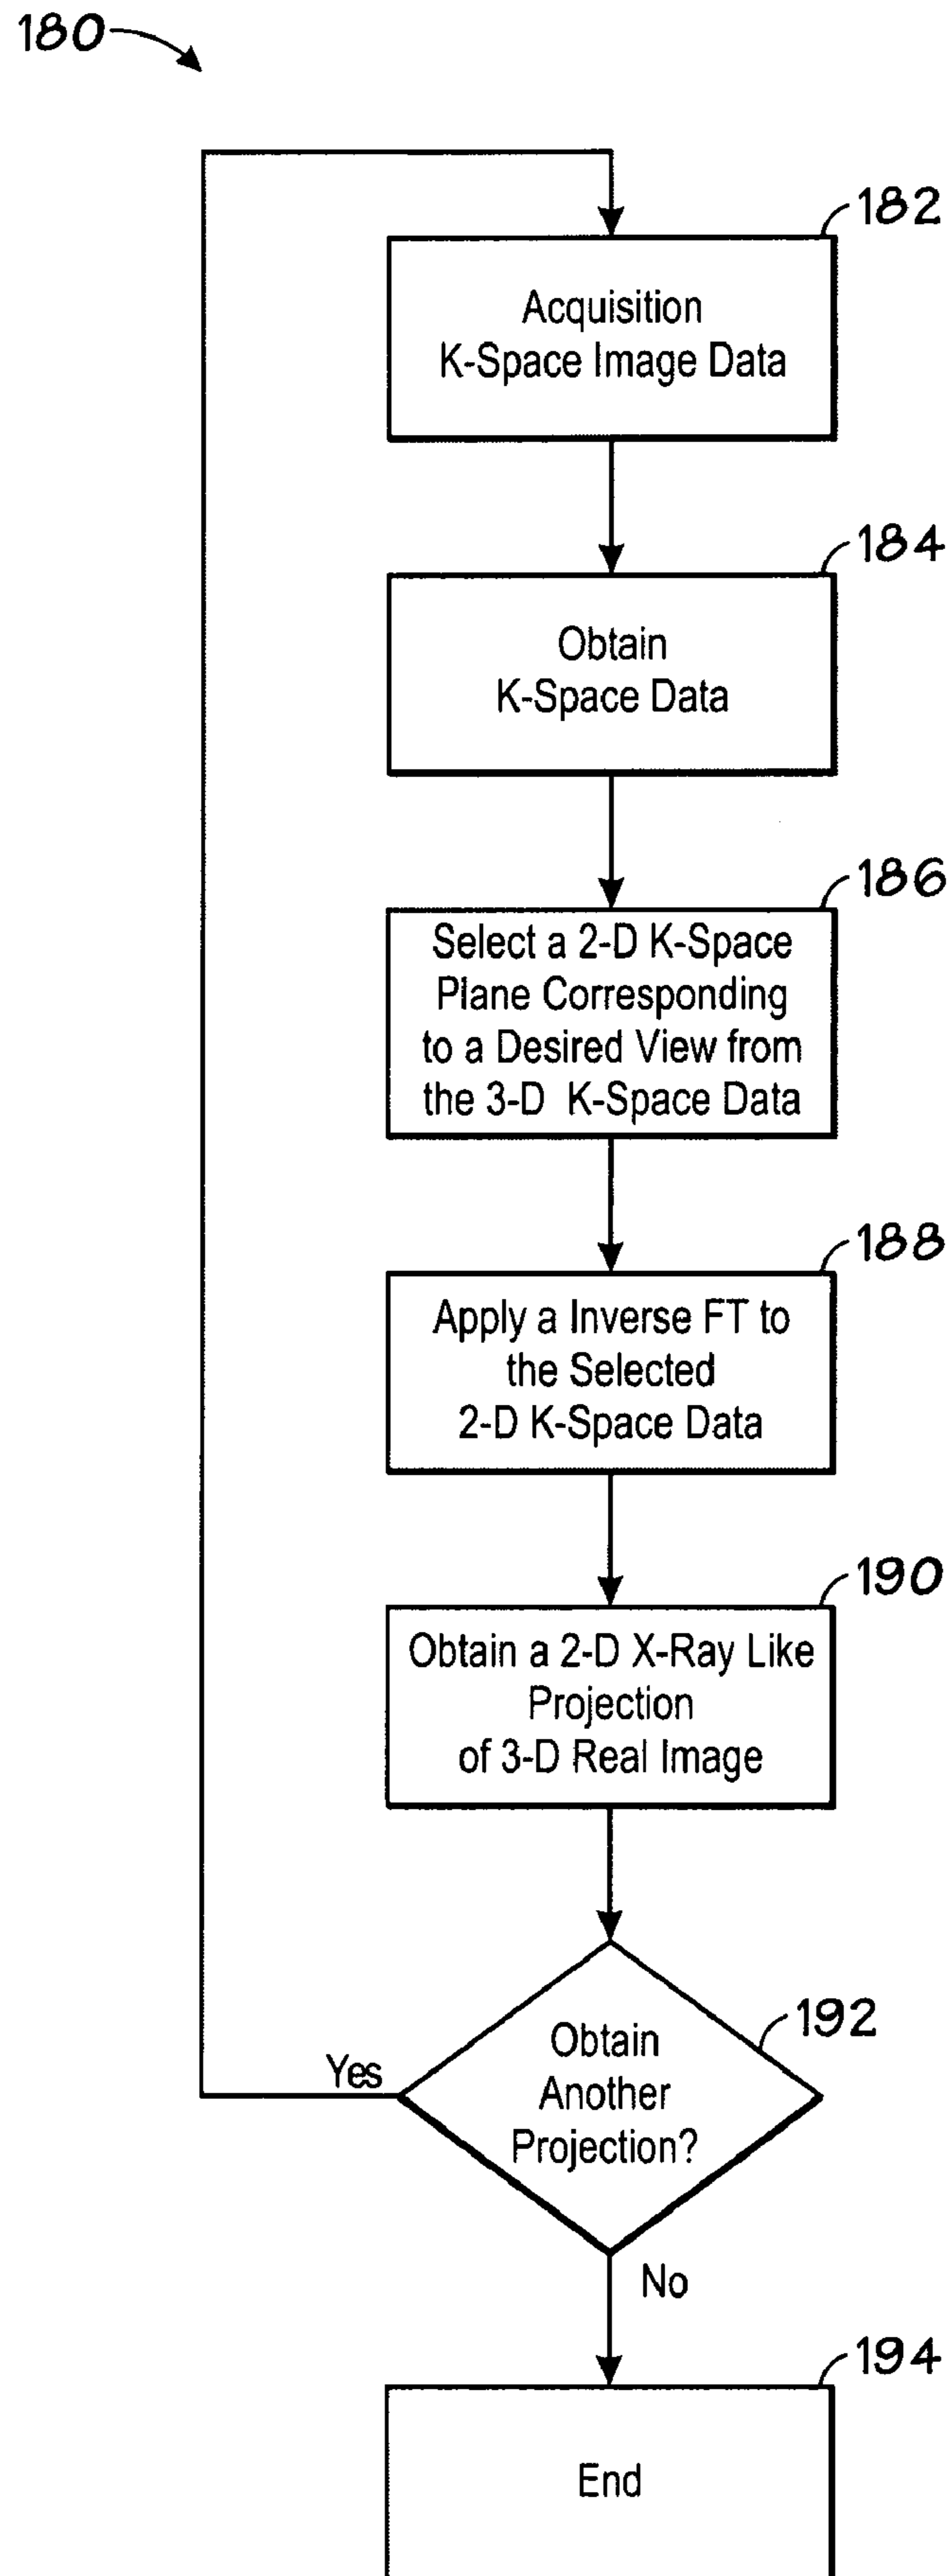 180
182
Acquisition
K-Space Image Data
184
Obtain
K-Space Data
186
Select a 2-D K-Space
Plane Corresponding
to a Desired View from
the 3-D K-Space Data
188
Apply a Inverse FT to
the Selected
2-D K-Space Data
190
Obtain a 2-D X-Ray Like
Projection
of 3-D Real Image
192
Obtain
Another
Projection?
Yes
No
194
End